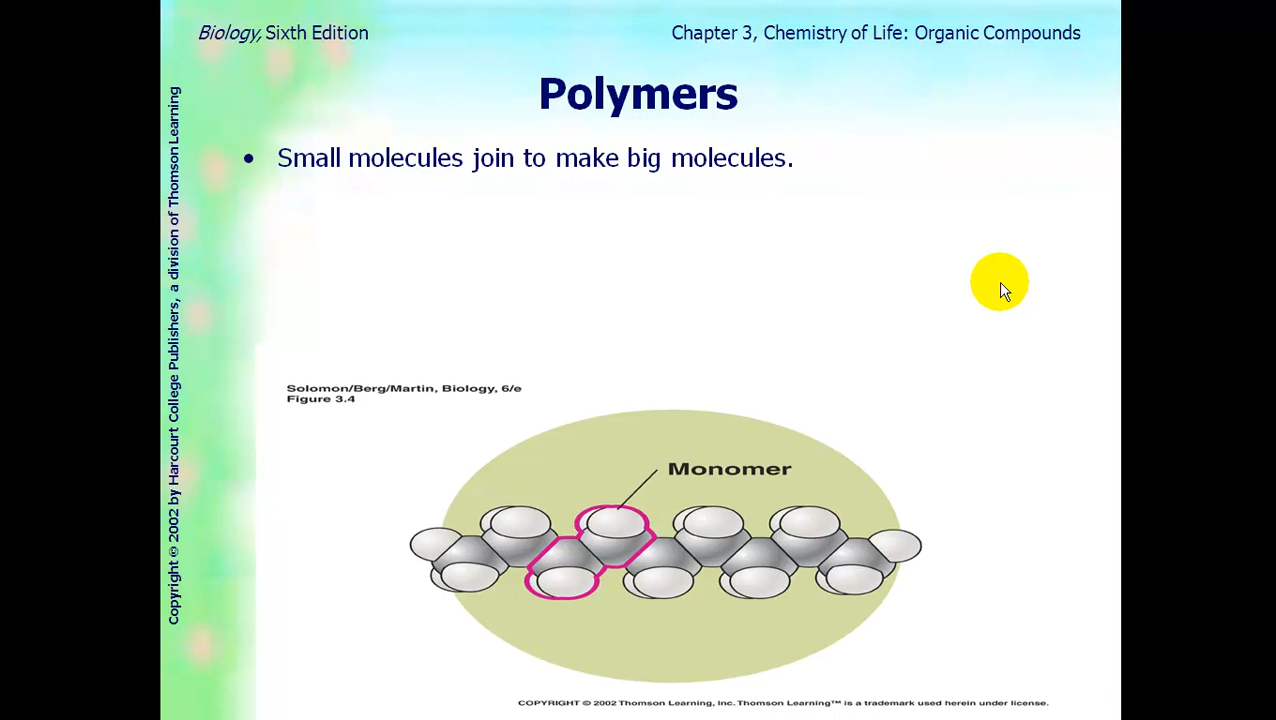 Biology, Sixth Edition
Chapter 3, Chemistry of Life: Organic Compounds
Polymers
• Small molecules join to make big molecules.
Copyright © 2002 by Harcourt College Publishers, a division of Thomson Learning
Solomon/Berg/Martin, Biology, 6/e
Figure 3.4
Monomer
COPYRIGHT © 2002 Thomson Learning, Inc. Thomson Learning™ is a trademark used herein under license.